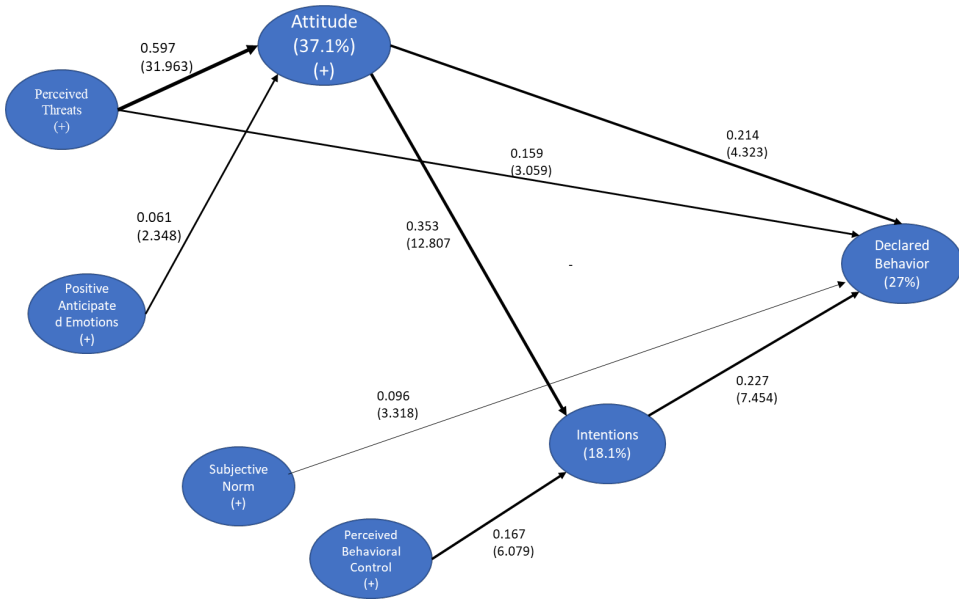 Attitude
(37.1%)
(+)
0.597
(31.963)
Perceived
Threats
(+)
0.214
(4.323)
0.159
(3.059)
0.061
(2.348)
0.353
(12.807
Declared
Behavior
(27%)
-
Positive
Anticipate
d Emotions
(+)
0.096
(3.318)
0.227
(7.454)
Intentions
(18.1%)
Subjective
Norm
(+)
Perceived
Behavioral
Control
(+)
0.167
(6.079)